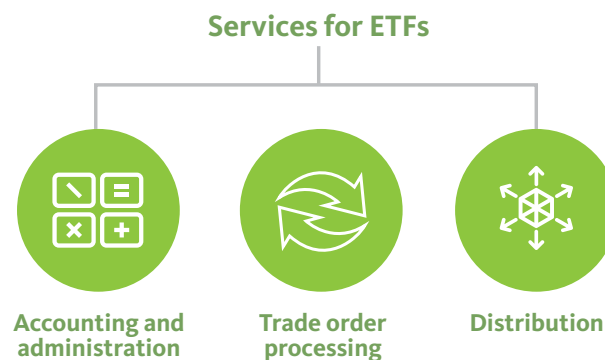 Services for ETFs
Accounting and
administration
Trade order
processing
Distribution